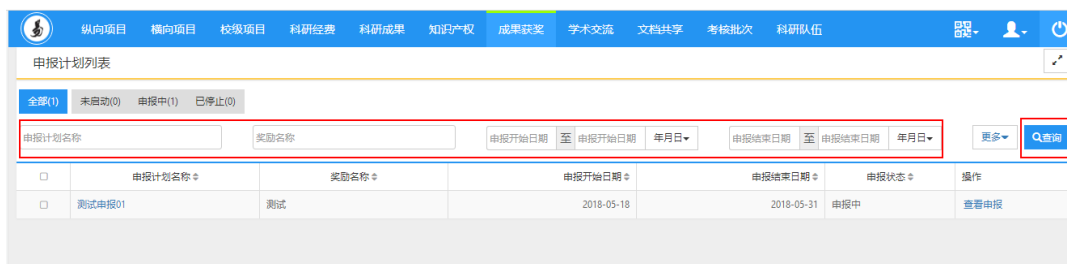 纵向项目 横向项目 校级项目 科研经费 科研成果 知识产权 成果获奖 学术交流 文档共享 考核批次 科研队伍
申报计划列表
全部(1) 未启动(0) 申报中(1) 已停止(0)
申报计划名称 奖励名称 申报开始日期 至 申报开始日期 年月日 申报结束日期 至 申报结束日期 年月日 更多 查询
申报计划名称 奖励名称 申报开始日期 申报结束日期 申报状态 操作
测试申报01 测试 2018-05-18 2018-05-31 申报中 查看申报